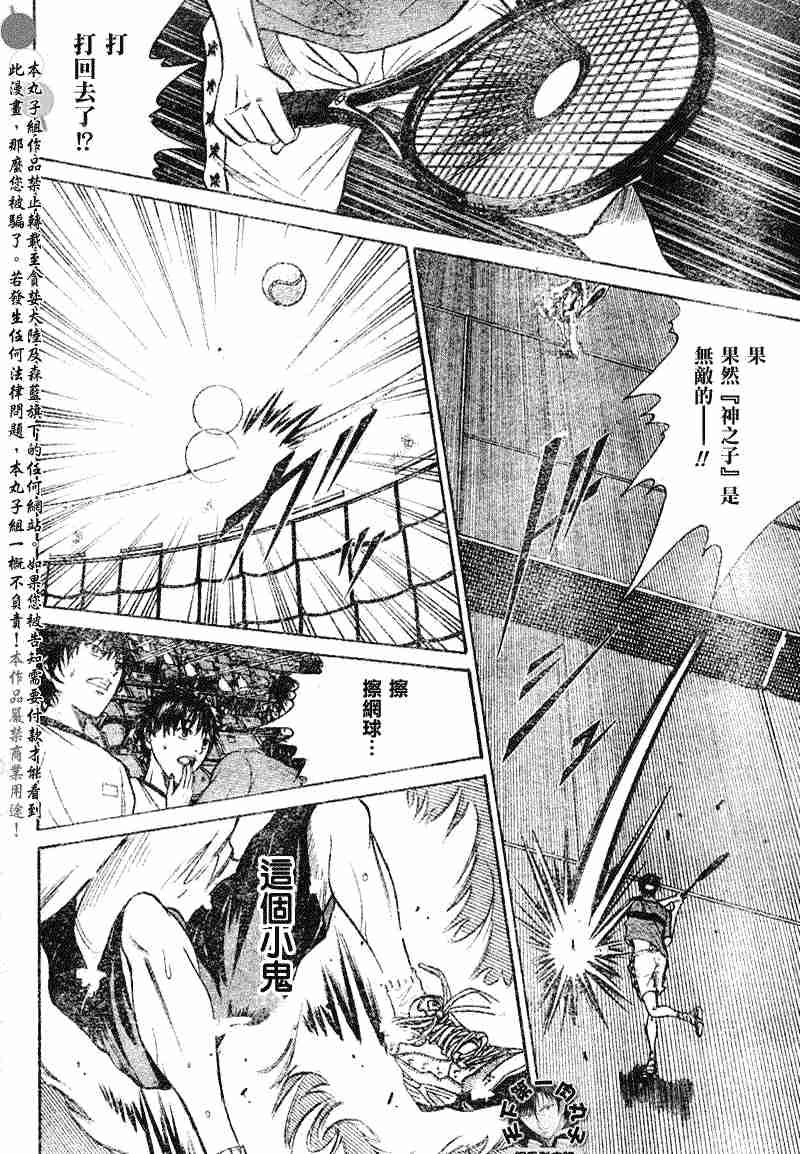 打
打回去了!?
果
果然『神之子』是
無敵的——!!
擦
擦網球…
這個小鬼
本丸子組作品禁止轉載至貪婪大陸及森藍旗下的任何網站。如果您被告知需要付款才能看到
此漫畫，那麼您被騙了。若發生任何法律問題，本丸子組一概不負責！本作品嚴禁商業用途！